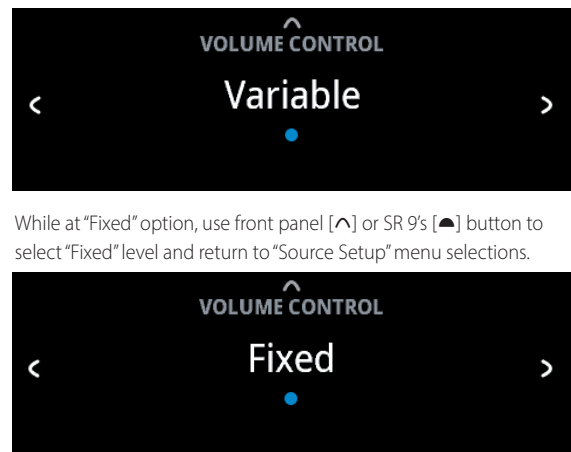 VOLUME CONTROL
Variable
While at “Fixed” option, use front panel [^] or SR 9’s [] button to
select “Fixed” level and return to “Source Setup” menu selections.
VOLUME CONTROL
Fixed